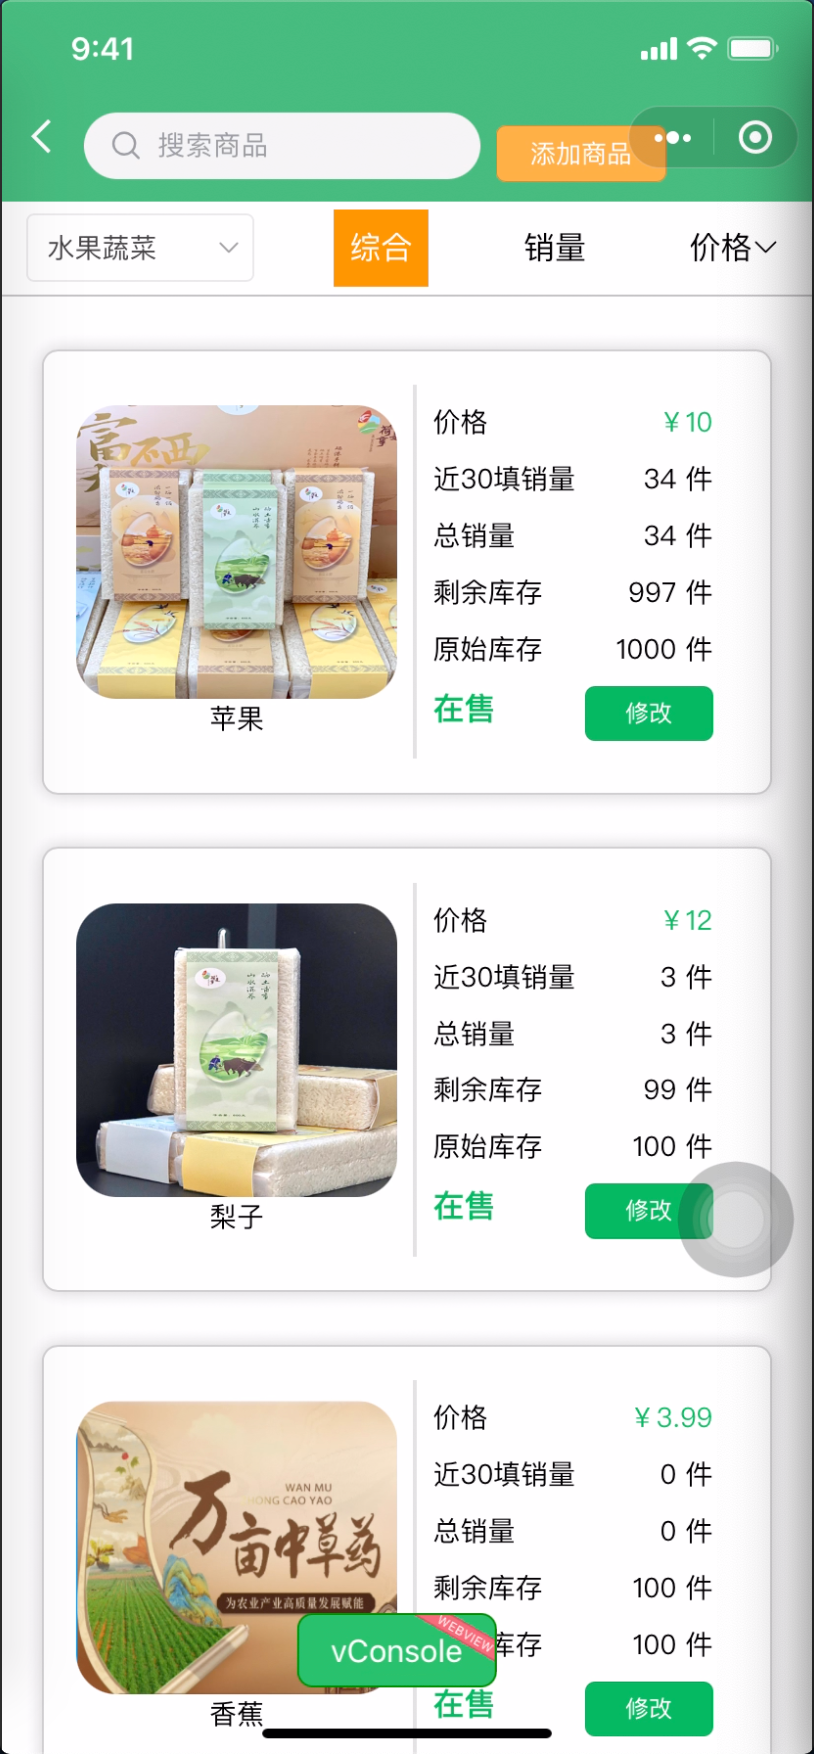 9:41
搜索商品
添加商品
水果蔬菜
综合
销量
价格
富硒
价格
¥10
近30填销量
34 件
总销量
34 件
剩余库存
997 件
原始库存
1000 件
在售
修改
苹果
价格
¥12
近30填销量
3 件
总销量
3 件
剩余库存
99 件
原始库存
100 件
在售
修改
梨子
万亩中草药
WAN MU
HONG CAO YAO
为农业产业高质量发展赋能
价格
¥3.99
近30填销量
0 件
总销量
0 件
剩余库存
100 件
库存
100 件
在售
修改
香蕉
vConsole
WEBVIEW